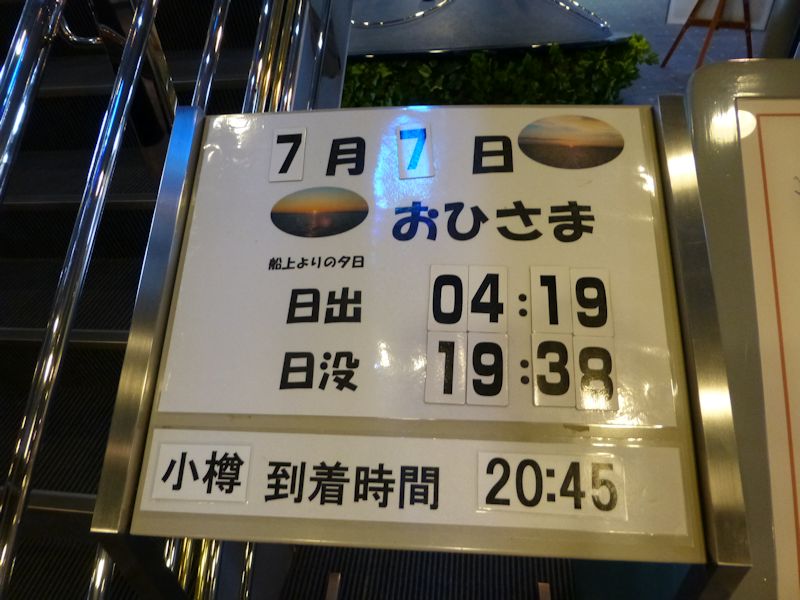 7月7日
おひさま
船上よりの夕日
日出 04:19
日没 19:38
小樽 到着時間 20:45